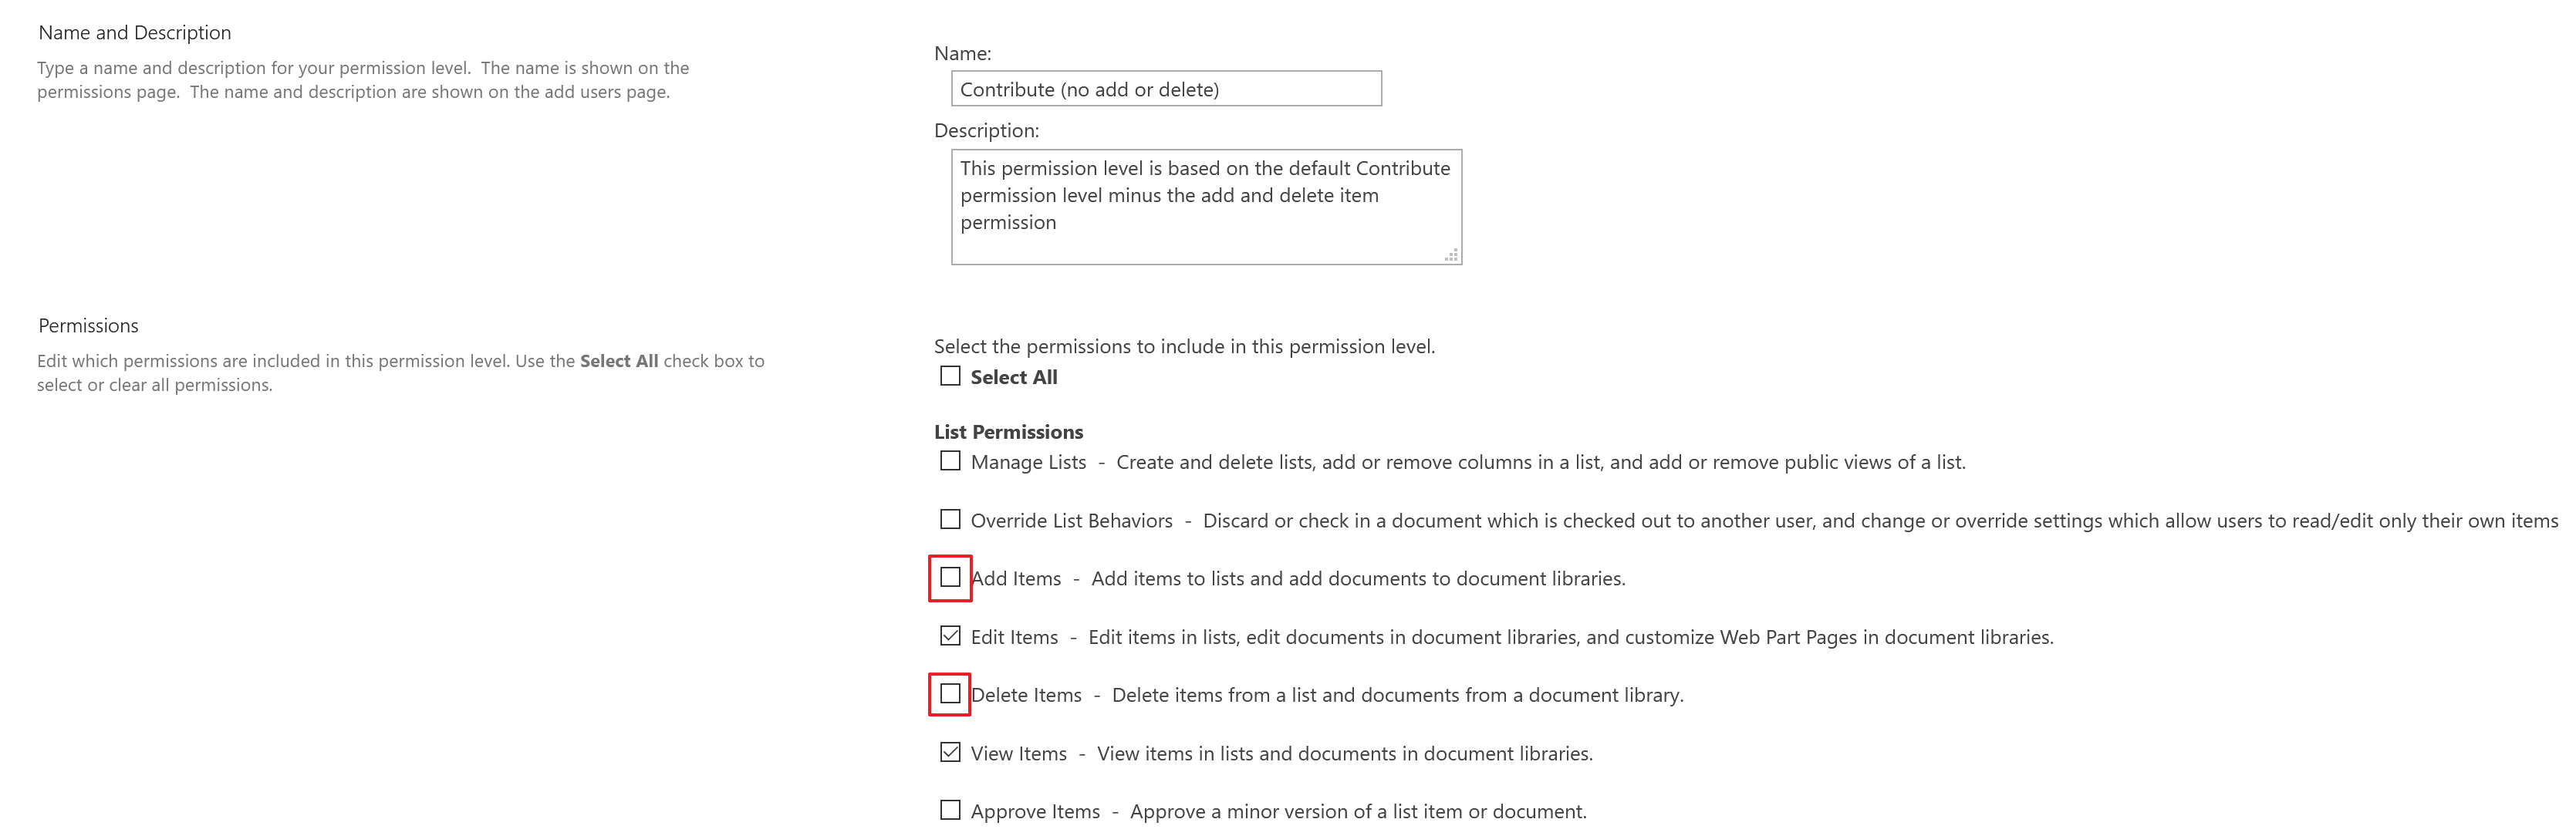 Name and Description
Type a name and description for your permission level.  The name is shown on the
permissions page.  The name and description are shown on the add users page.
Name:
Contribute (no add or delete)
Description:
This permission level is based on the default Contribute
permission level minus the add and delete item
permission
Permissions
Edit which permissions are included in this permission level. Use the Select All check box to
select or clear all permissions.
Select the permissions to include in this permission level.
Select All
List Permissions
Manage Lists  -  Create and delete lists, add or remove columns in a list, and add or remove public views of a list.
Override List Behaviors  -  Discard or check in a document which is checked out to another user, and change or override settings which allow users to read/edit only their own items
Add Items  -  Add items to lists and add documents to document libraries.
Edit Items  -  Edit items in lists, edit documents in document libraries, and customize Web Part Pages in document libraries.
Delete Items  -  Delete items from a list and documents from a document library.
View Items  -  View items in lists and documents in document libraries.
Approve Items  -  Approve a minor version of a list item or document.